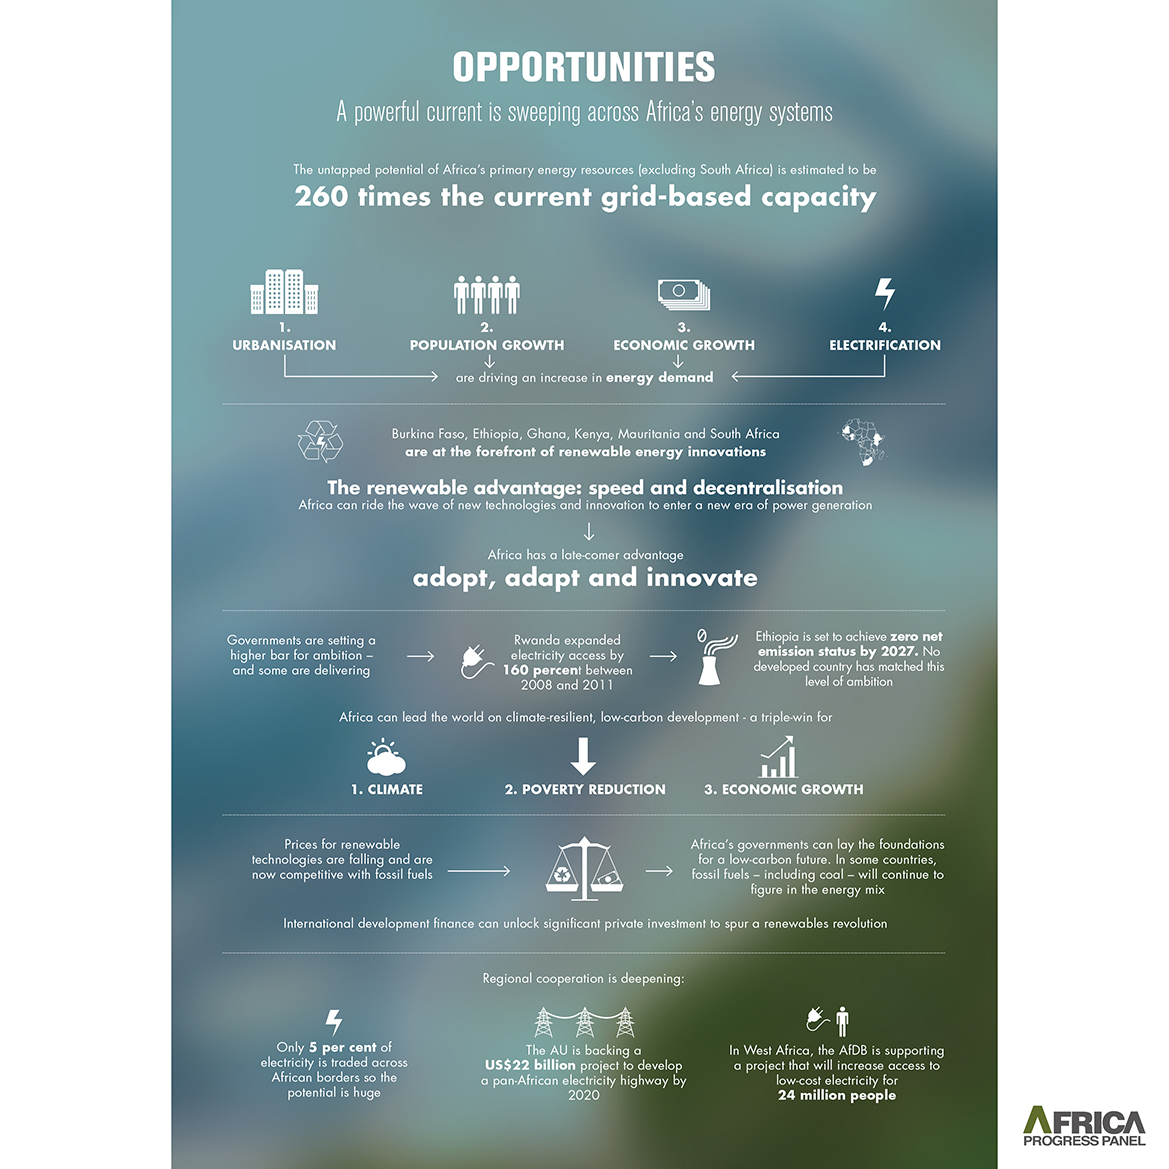 OPPORTUNITIES
A powerful current is sweeping across Africa's energy systems
The untapped potential of Africa's primary energy resources (excluding South Africa) is estimated to be
260 times the current grid-based capacity
1.
URBANISATION
2.
POPULATION GROWTH
3.
ECONOMIC GROWTH
4.
ELECTRIFICATION
are driving an increase in energy demand
Burkina Faso, Ethiopia, Ghana, Kenya, Mauritania and South Africa
are at the forefront of renewable energy innovations
The renewable advantage: speed and decentralisation
Africa can ride the wave of new technologies and innovation to enter a new era of power generation
Africa has a late-comer advantage
adopt, adapt and innovate
Governments are setting a
higher bar for ambition –
and some are delivering
Rwanda expanded
electricity access by
160 percent between
2008 and 2011
0
Ethiopia is set to achieve zero net
emission status by 2027. No
developed country has matched this
level of ambition
Africa can lead the world on climate-resilient, low-carbon development - a triple-win for
1. CLIMATE
2. POVERTY REDUCTION
3. ECONOMIC GROWTH
Prices for renewable
technologies are falling and are
now competitive with fossil fuels
Africa's governments can lay the foundations
for a low-carbon future. In some countries,
fossil fuels – including coal – will continue to
figure in the energy mix
International development finance can unlock significant private investment to spur a renewables revolution
Regional cooperation is deepening:
Only 5 per cent of
electricity is traded across
African borders so the
potential is huge
The AU is backing a
US$22 billion project to develop
a pan-African electricity highway by
2020
In West Africa, the AfDB is supporting
a project that will increase access to
low-cost electricity for
24 million people
AFRICA
PROGRESS PANEL